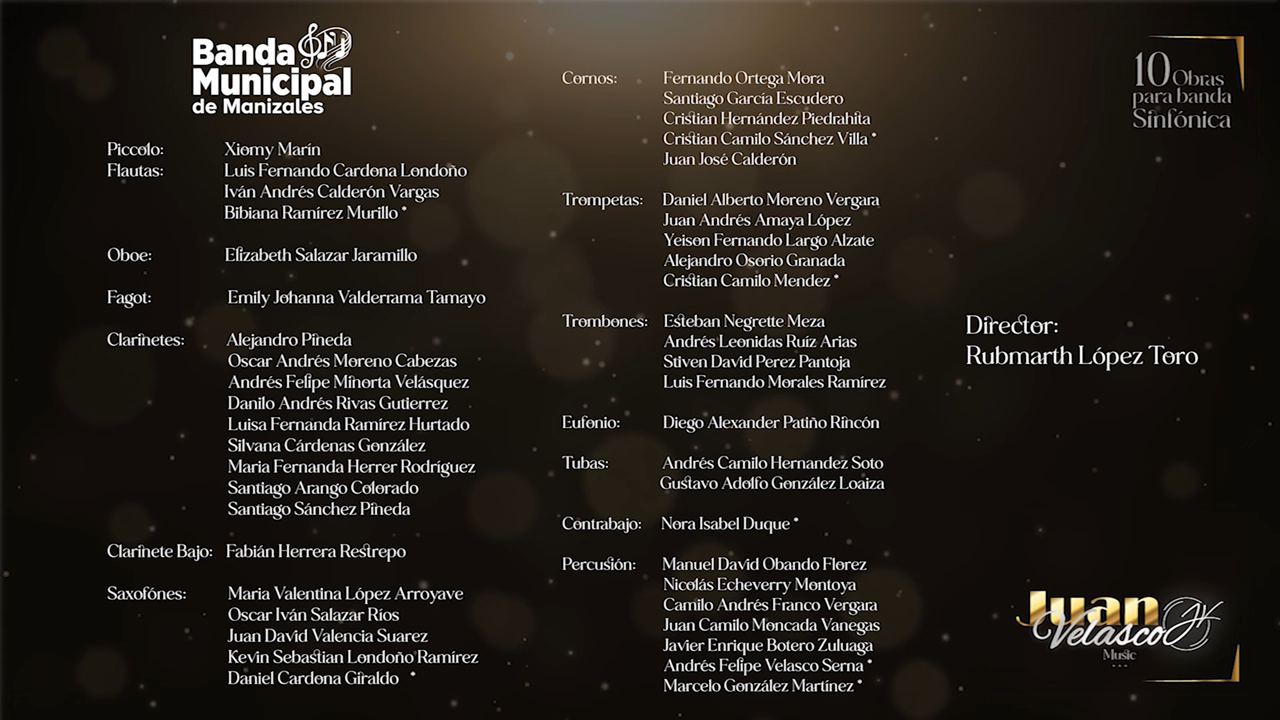 Banda
Municipal
de Manizales
Piccolo: Xiomy Marín
Flautas: Luis Fernando Cardona Londoño
Iván Andrés Calderón Vargas
Bibiana Ramírez Murillo *
Oboe: Elizabeth Salazar Jaramillo
Fagot: Emily Johanna Valderrama Tamayo
Clarinetes: Alejandro Pineda
Oscar Andrés Moreno Cabezas
Andrés Felipe Minorta Velásquez
Danilo Andrés Rivas Gutierrez
Luisa Fernanda Ramírez Hurtado
Silvana Cárdenas González
Maria Fernanda Herrer Rodríguez
Santiago Arango Colorado
Santiago Sánchez Pineda
Clarinete Bajo: Fabián Herrera Restrepo
Saxofónes: Maria Valentina López Arroyave
Oscar Iván Salazar Ríos
Juan David Valencia Suarez
Kevin Sebastian Londoño Ramírez
Daniel Cardona Giraldo *
Cornos: Fernando Ortega Mora
Santiago García Escudero
Cristian Hernández Piedrahita
Cristian Camilo Sánchez Villa *
Juan José Calderón
Trompetas: Daniel Alberto Moreno Vergara
Juan Andrés Amaya López
Yeison Fernando Largo Alzate
Alejandro Osorio Granada
Cristian Camilo Mendez *
Trombones: Esteban Negrette Meza
Andrés Leonidas Ruíz Arias
Stiven David Perez Pantoja
Luis Fernando Morales Ramírez
Eufonio: Diego Alexander Patiño Rincón
Tubas: Andrés Camilo Hernandez Soto
Gustavo Adolfo González Loaiza
Contrabajo: Nora Isabel Duque *
Percusión: Manuel David Obando Florez
Nicolás Echeverry Montoya
Camilo Andrés Franco Vergara
Juan Camilo Moncada Vanegas
Javier Enrique Botero Zuluaga
Andrés Felipe Velasco Serna *
Marcelo González Martínez *
10 Obras
para banda
Sinfónica
Director:
Rubmarth López Toro
Juan
Velasco JV
Music